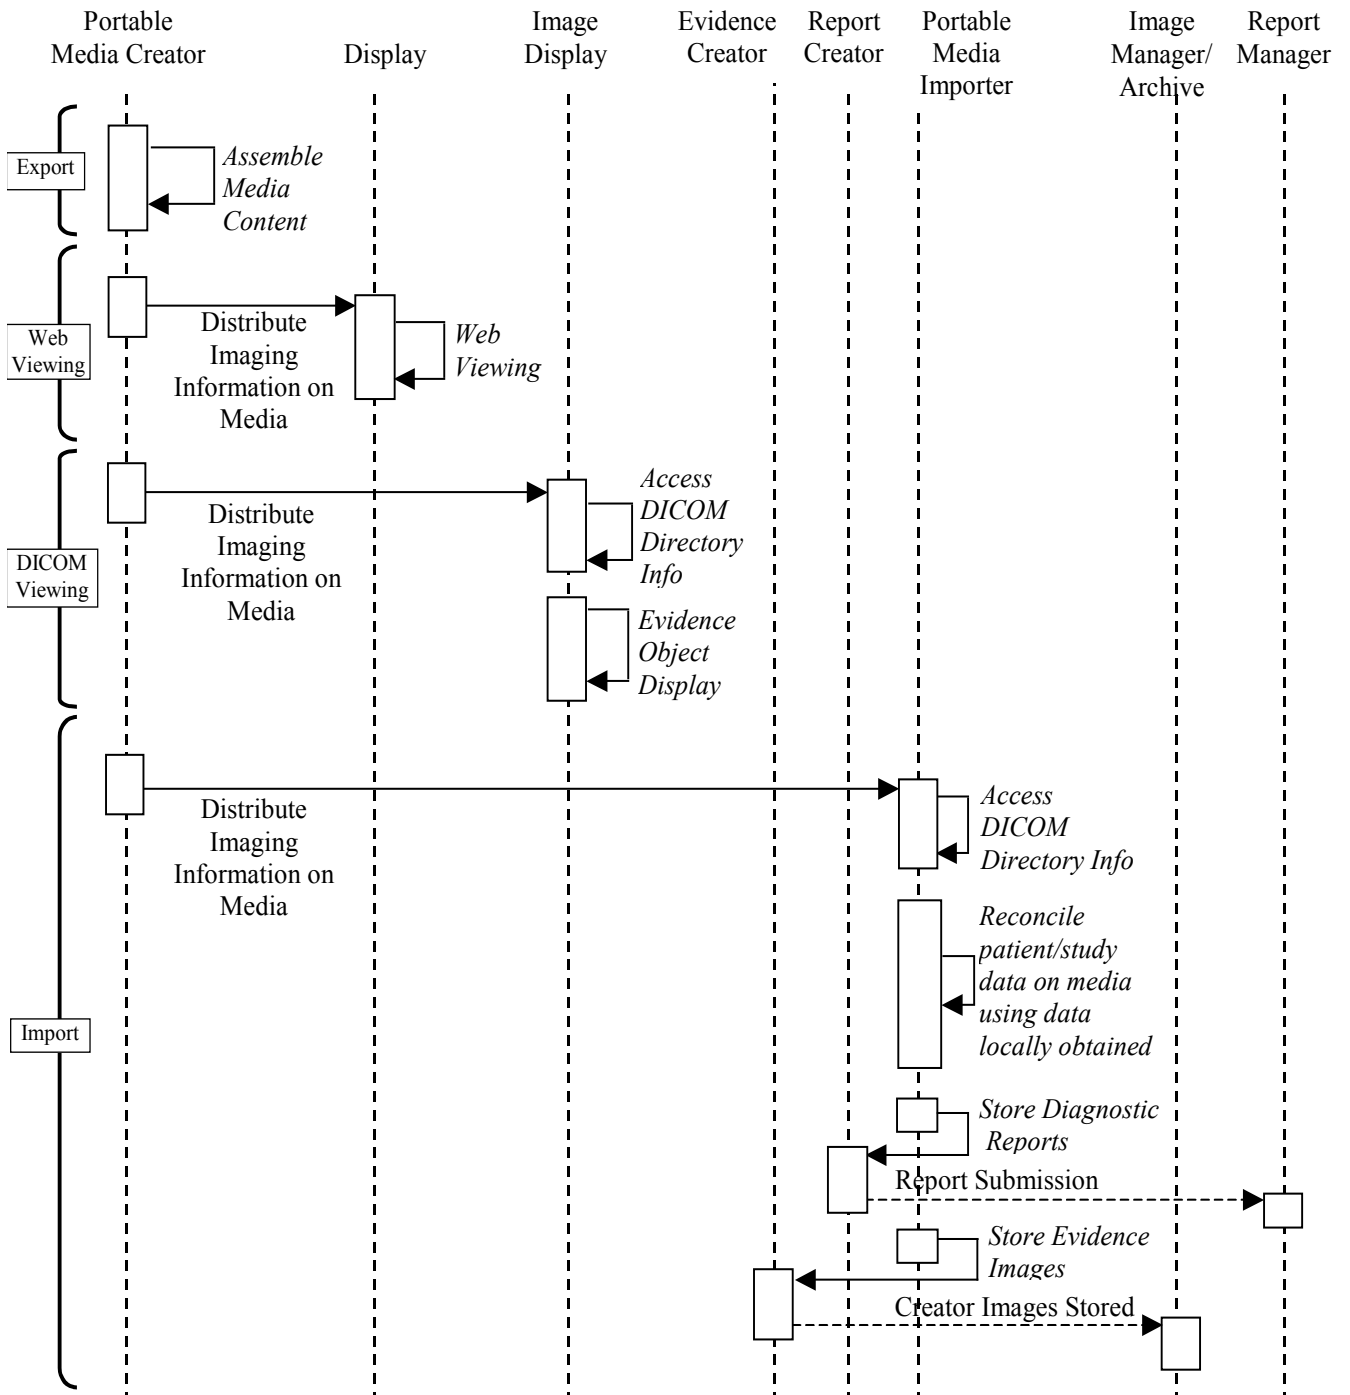 Portable
Media Creator
Display
Image
Display
Evidence
Creator
Report
Creator
Portable
Media
Importer
Image
Manager/
Archive
Report
Manager
Export
Assemble
Media
Content
Web
Viewing
Distribute
Imaging
Information on
Media
Web
Viewing
DICOM
Viewing
Distribute
Imaging
Information on
Media
Access
DICOM
Directory
Info
Evidence
Object
Display
Import
Distribute
Imaging
Information on
Media
Access
DICOM
Directory Info
Reconcile
patient/study
data on media
using data
locally obtained
Store Diagnostic
Reports
Report Submission
Store Evidence
Images
Creator Images Stored